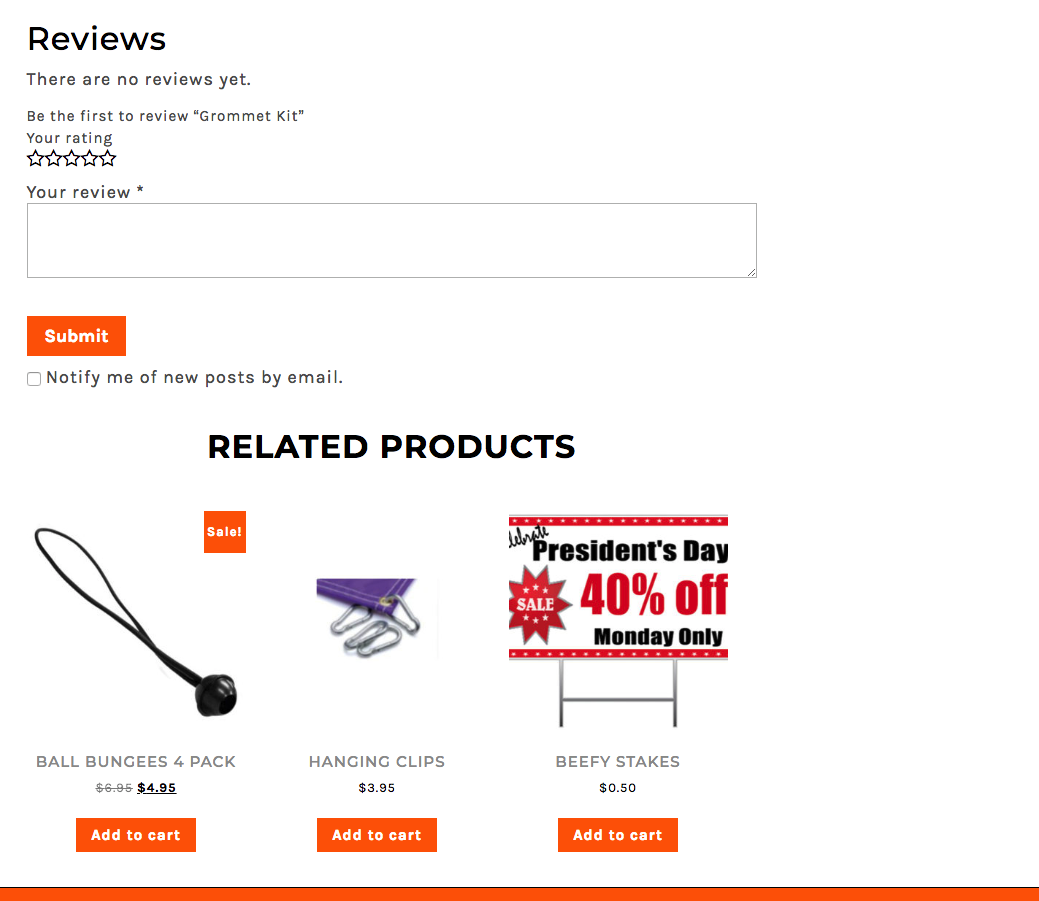 Reviews
There are no reviews yet.
Be the first to review “Grommet Kit”
Your rating
Your review *
Submit
Notify me of new posts by email.
RELATED PRODUCTS
Sale!
President's Day
SALE
40% off
Monday Only
BALL BUNGEES 4 PACK
$6.95 $4.95
Add to cart
HANGING CLIPS
$3.95
Add to cart
BEEFY STAKES
$0.50
Add to cart